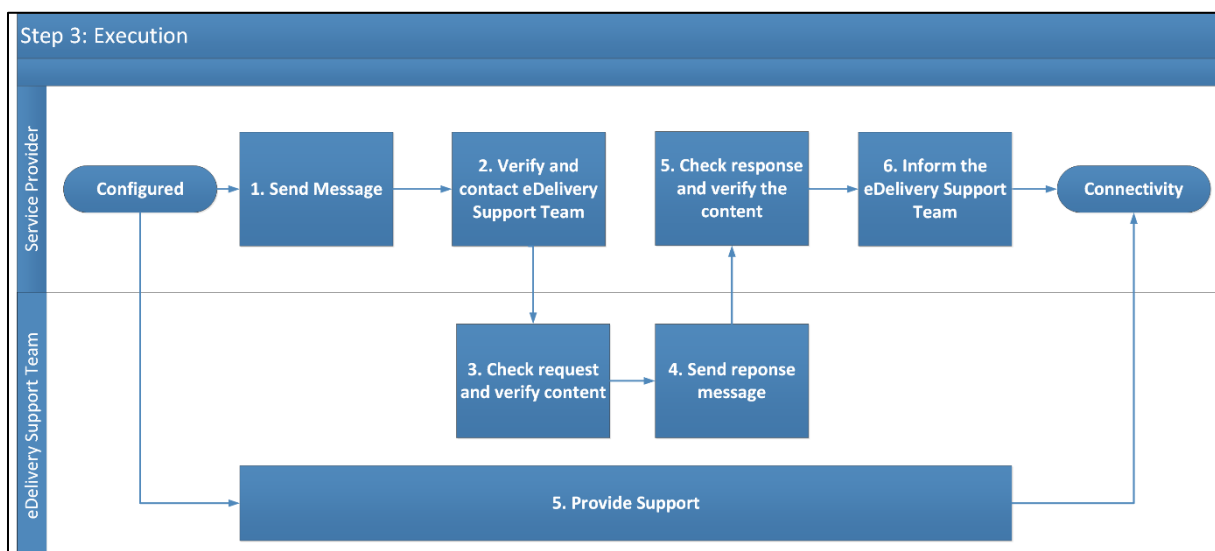 Step 3: Execution
Service Provider
Configured
1. Send Message
2. Verify and
contact eDelivery
Support Team
5. Check response
and verify the
content
6. Inform the
eDelivery Support
Team
Connectivity
eDelivery Support Team
3. Check request
and verify content
4. Send reponse
message
5. Provide Support